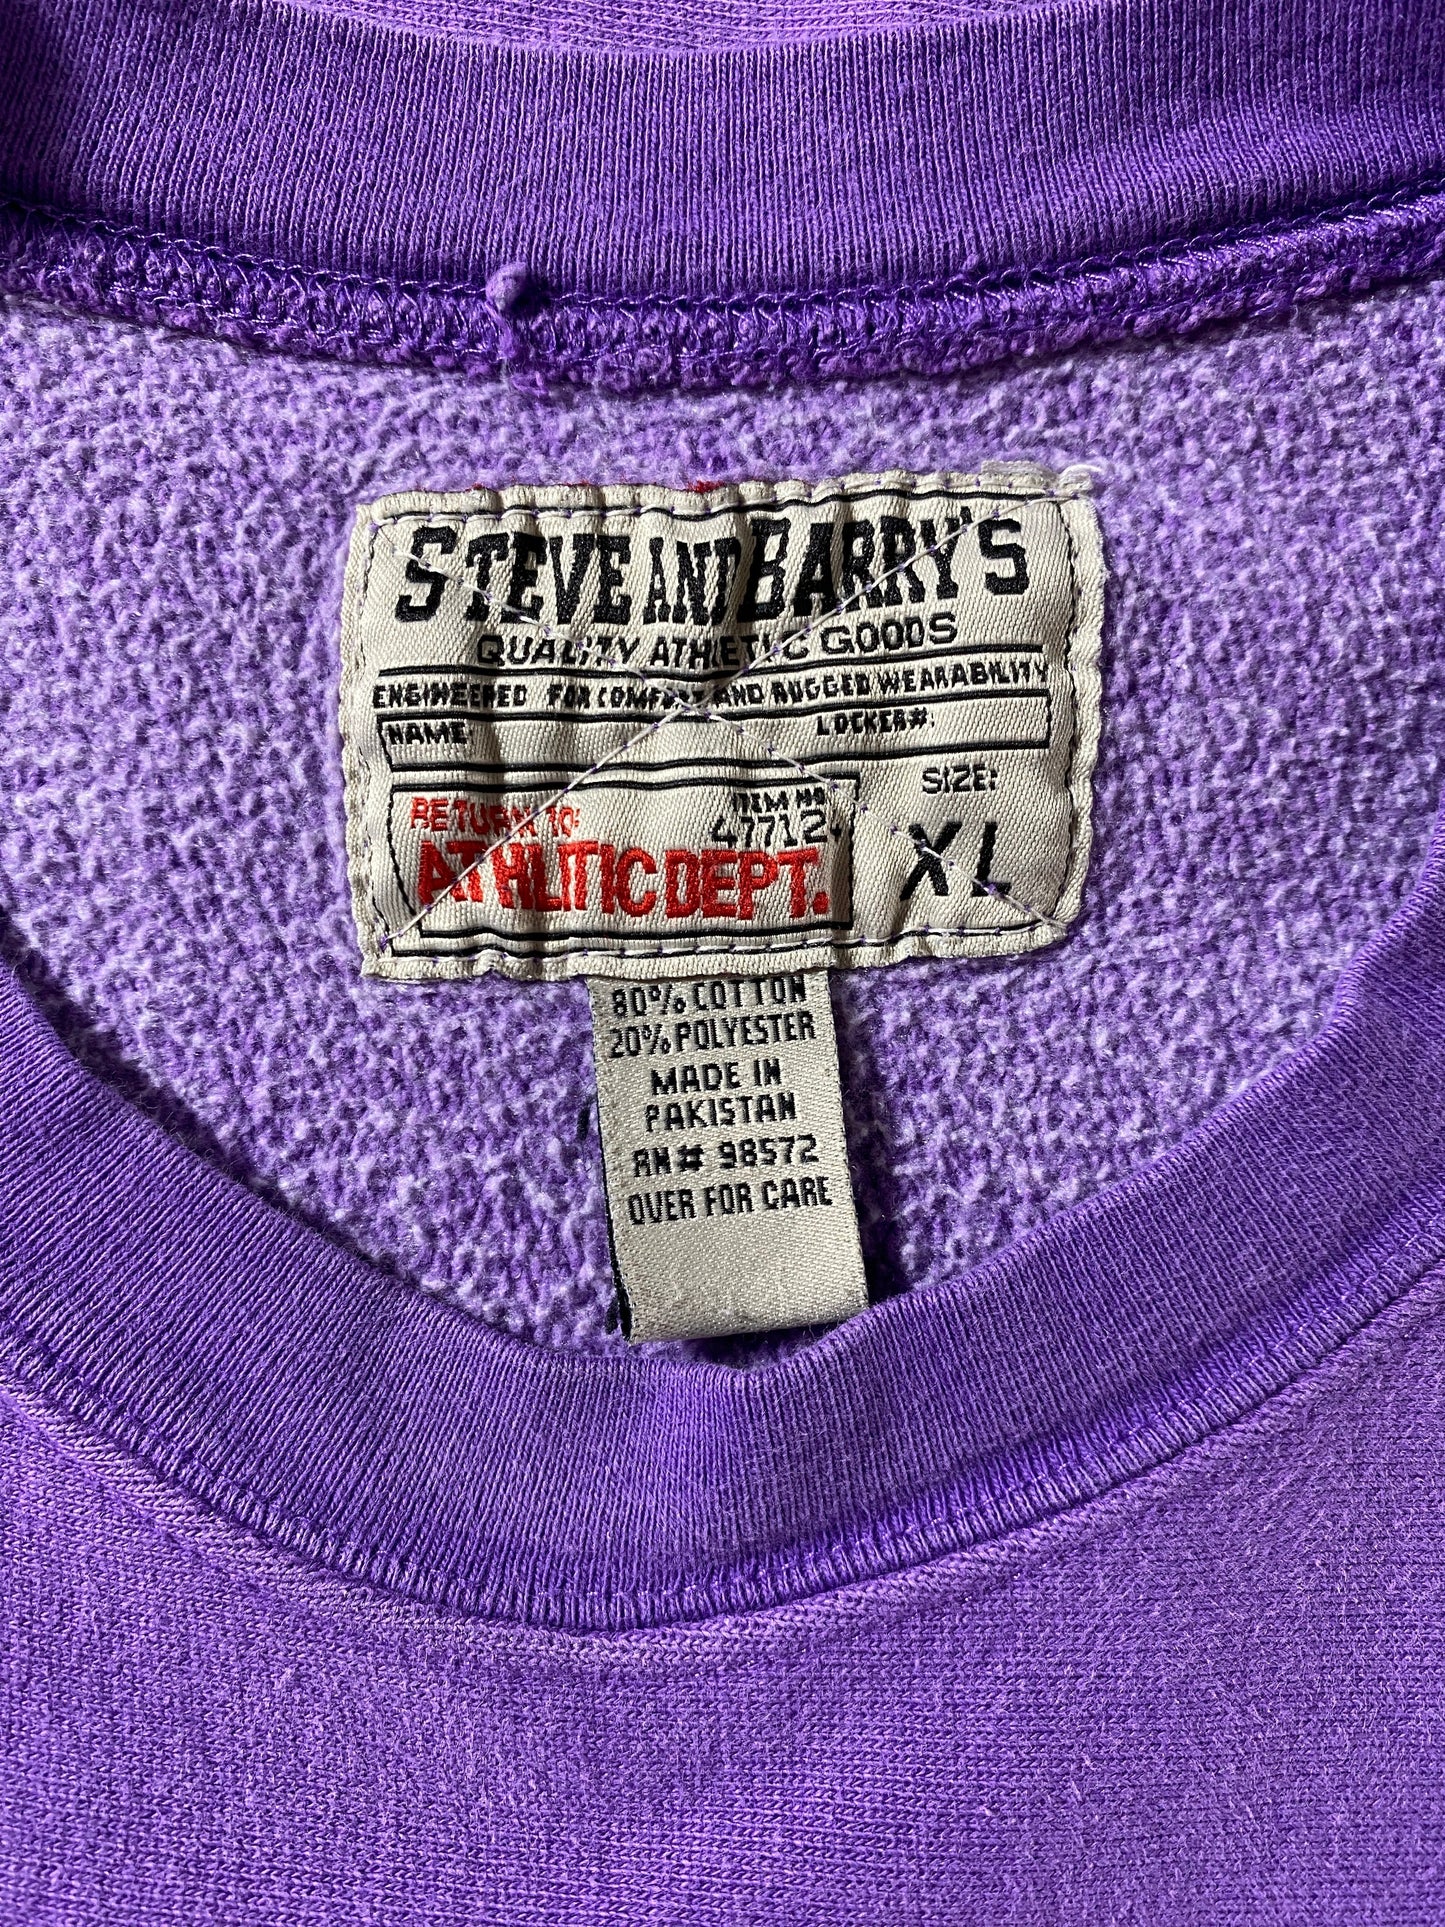 STEVE AND BARRY'S
QUALITY ATHLETIC GOODS
ENGINEERED FOR COMFORT AND RUGGED WEARABILITY
NAME LOCKER#:
SIZE:
XL
RETURN TO: ITEM NO
ATHLITIC DEPT. 47712
80% COTTON
20% POLYESTER
MADE IN
PAKISTAN
RN# 98572
OVER FOR CARE